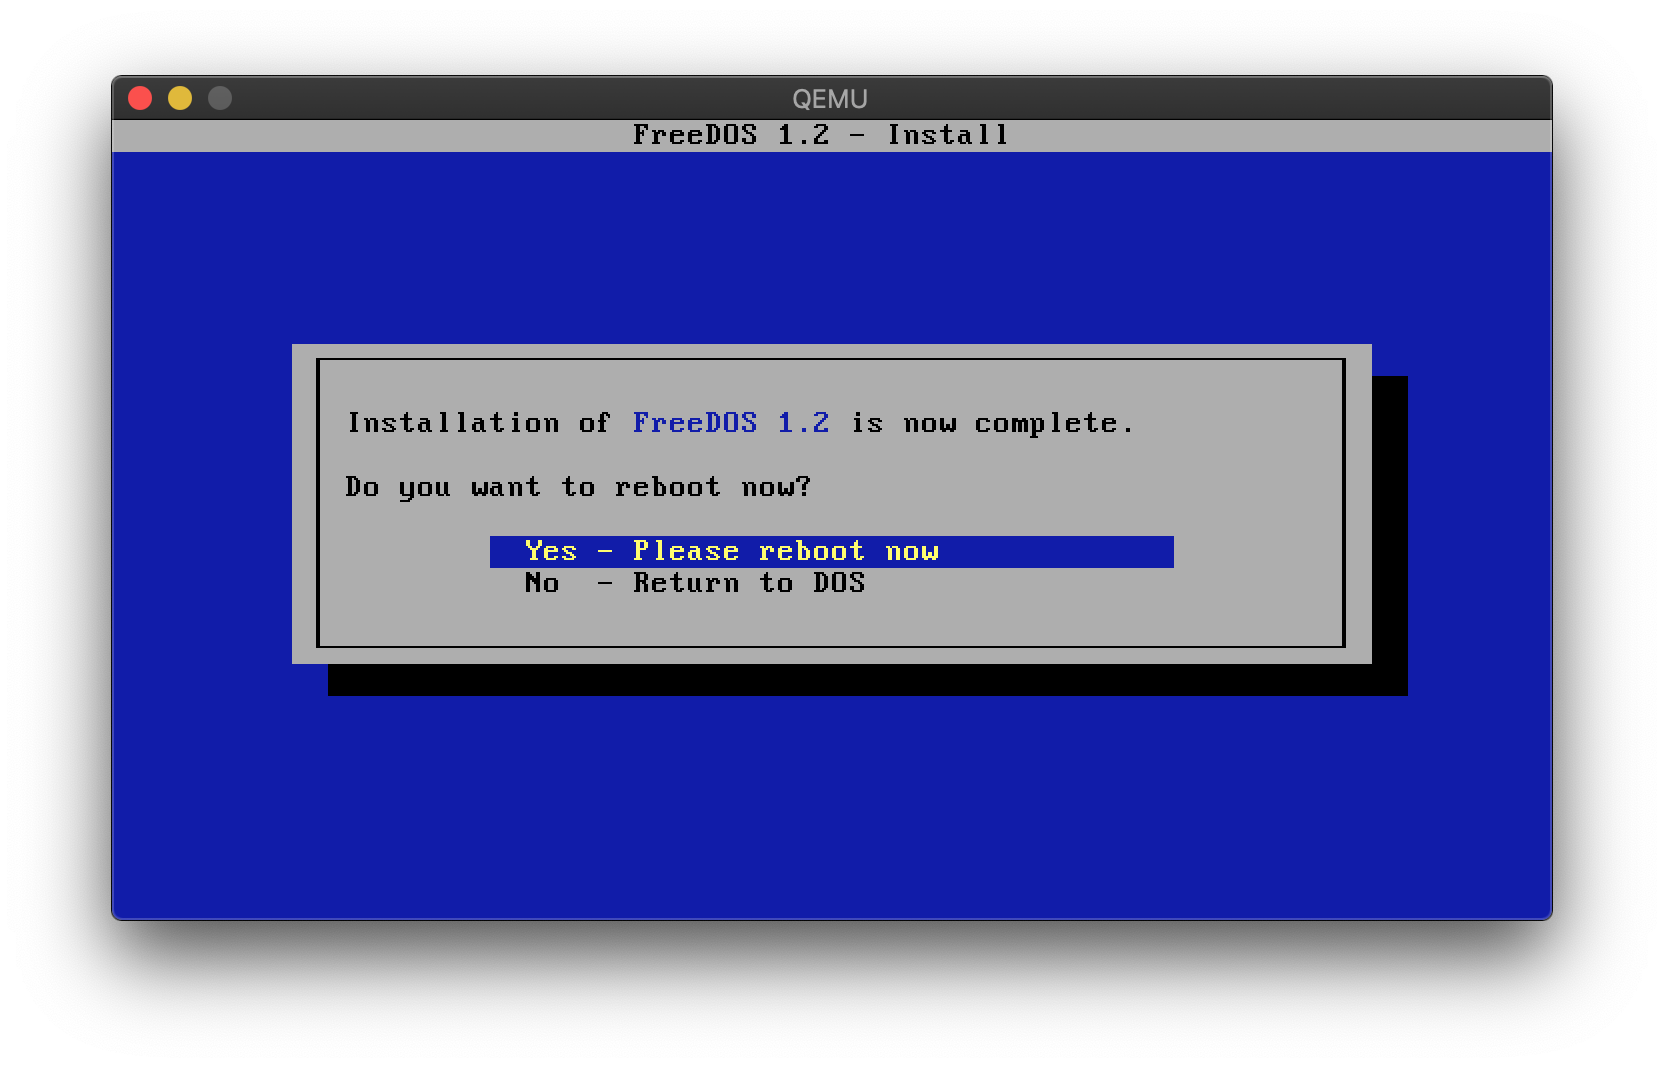 QEMU
FreeDOS 1.2 - Install
Installation of FreeDOS 1.2 is now complete.
Do you want to reboot now?
Yes - Please reboot now
No  - Return to DOS